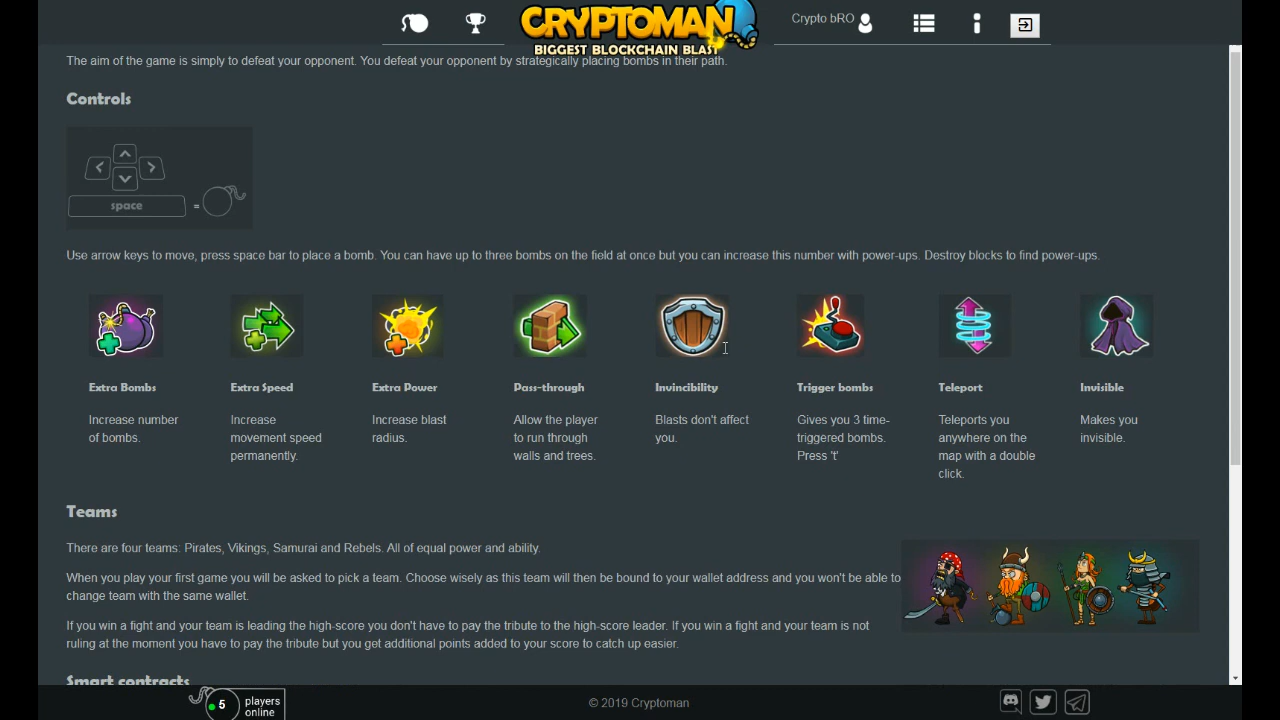 CRYPTOMAN
BIGGEST BLOCKCHAIN BLAST
Crypto bRO
The aim of the game is simply to defeat your opponent. You defeat your opponent by strategically placing bombs in their path.
Controls
space
=
Use arrow keys to move, press space bar to place a bomb. You can have up to three bombs on the field at once but you can increase this number with power-ups. Destroy blocks to find power-ups.
Extra Bombs
Increase number
of bombs.
Extra Speed
Increase
movement speed
permanently.
Extra Power
Increase blast
radius.
Pass-through
Allow the player
to run through
walls and trees.
Invincibility
Blasts don't affect
you.
Trigger bombs
Gives you 3 time-
triggered bombs.
Press 't'
Teleport
Teleports you
anywhere on the
map with a double
click.
Invisible
Makes you
invisible.
Teams
There are four teams: Pirates, Vikings, Samurai and Rebels. All of equal power and ability.
When you play your first game you will be asked to pick a team. Choose wisely as this team will then be bound to your wallet address and you won't be able to
change team with the same wallet.
If you win a fight and your team is leading the high-score you don't have to pay the tribute to the high-score leader. If you win a fight and your team is not
ruling at the moment you have to pay the tribute but you get additional points added to your score to catch up easier.
Smart contracts
5
players
online
© 2019 Cryptoman